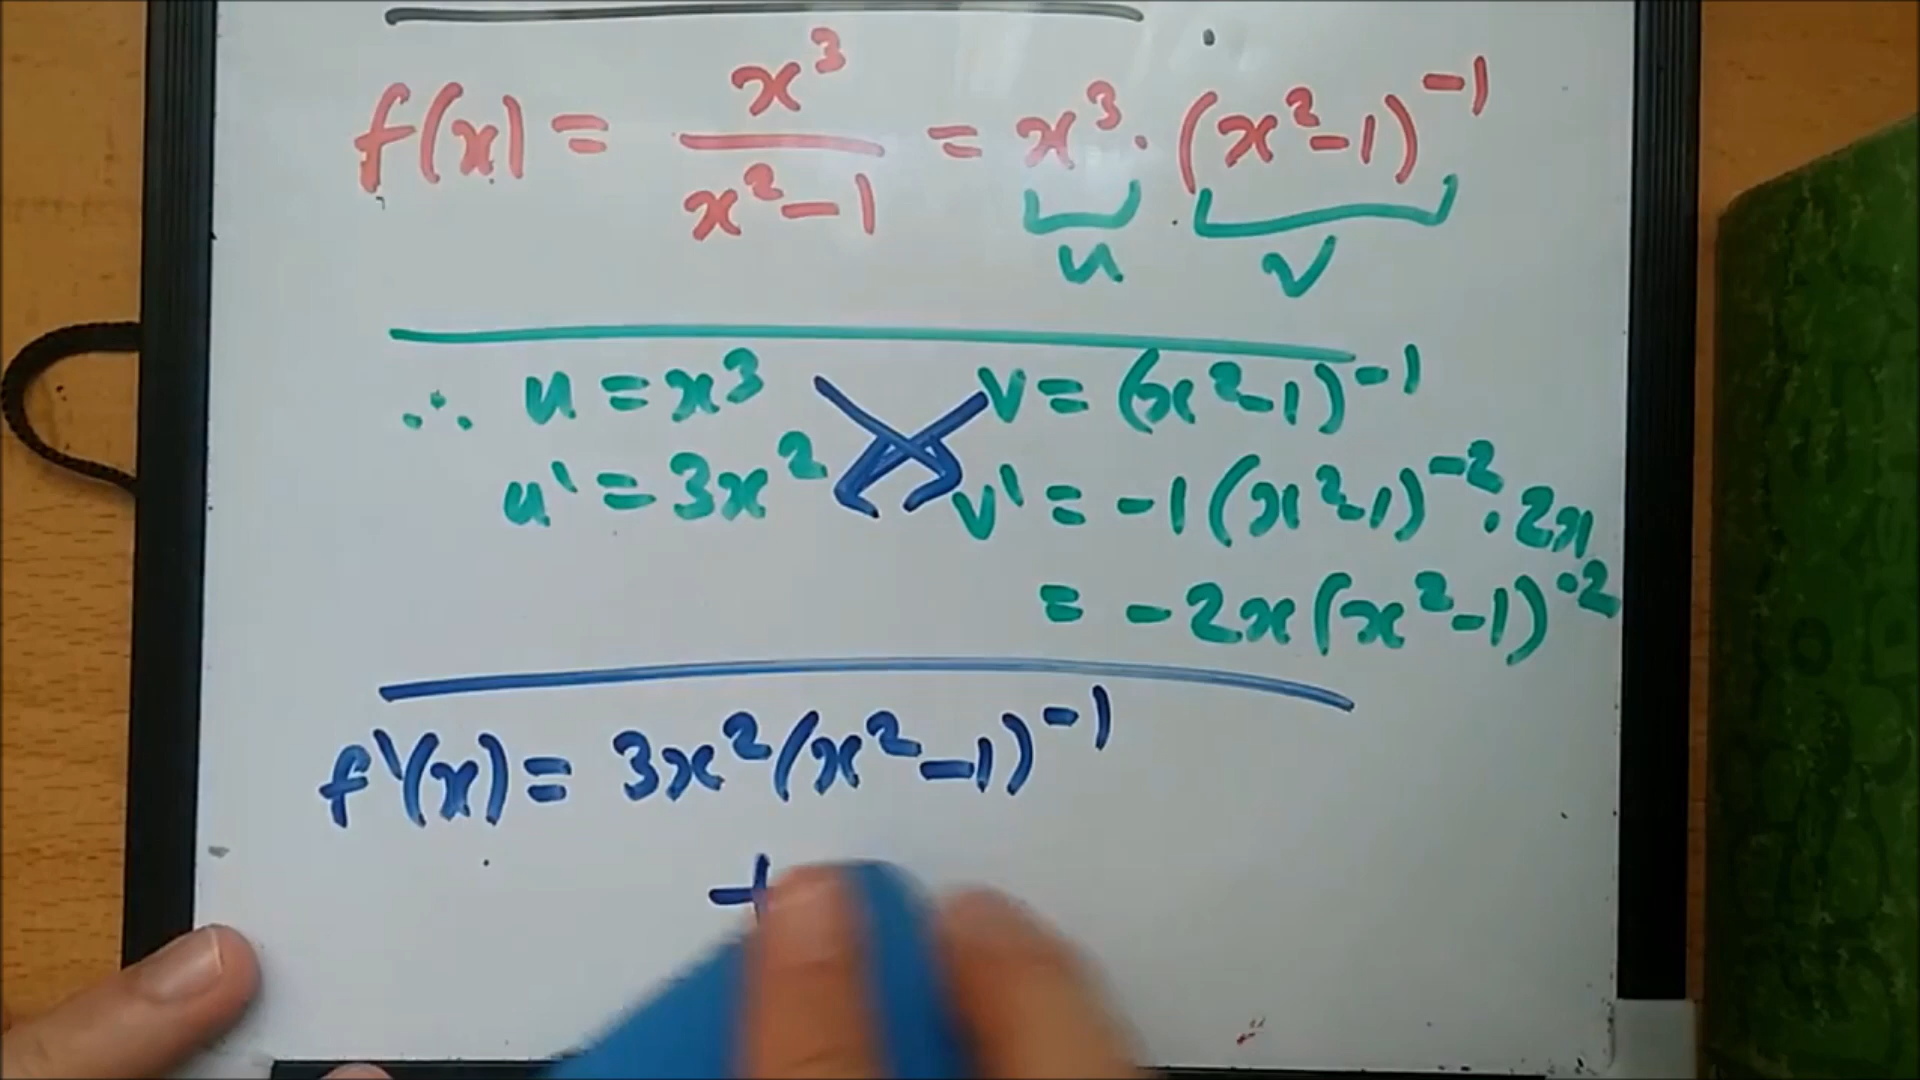 f(x) = x³/(x²-1) = x³ · (x²-1)⁻¹
u v
∴ u = x³ v = (x²-1)⁻¹
u' = 3x² v' = -1(x²-1)⁻² · 2x
= -2x(x²-1)⁻²
f'(x) = 3x²(x²-1)⁻¹
+